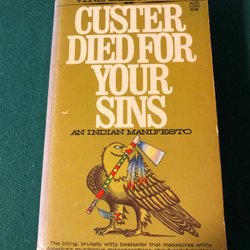 CUSTER
DIED FOR
YOUR
SINS
AN INDIAN MANIFESTO
The biting, brutally witty bestseller that massacres white